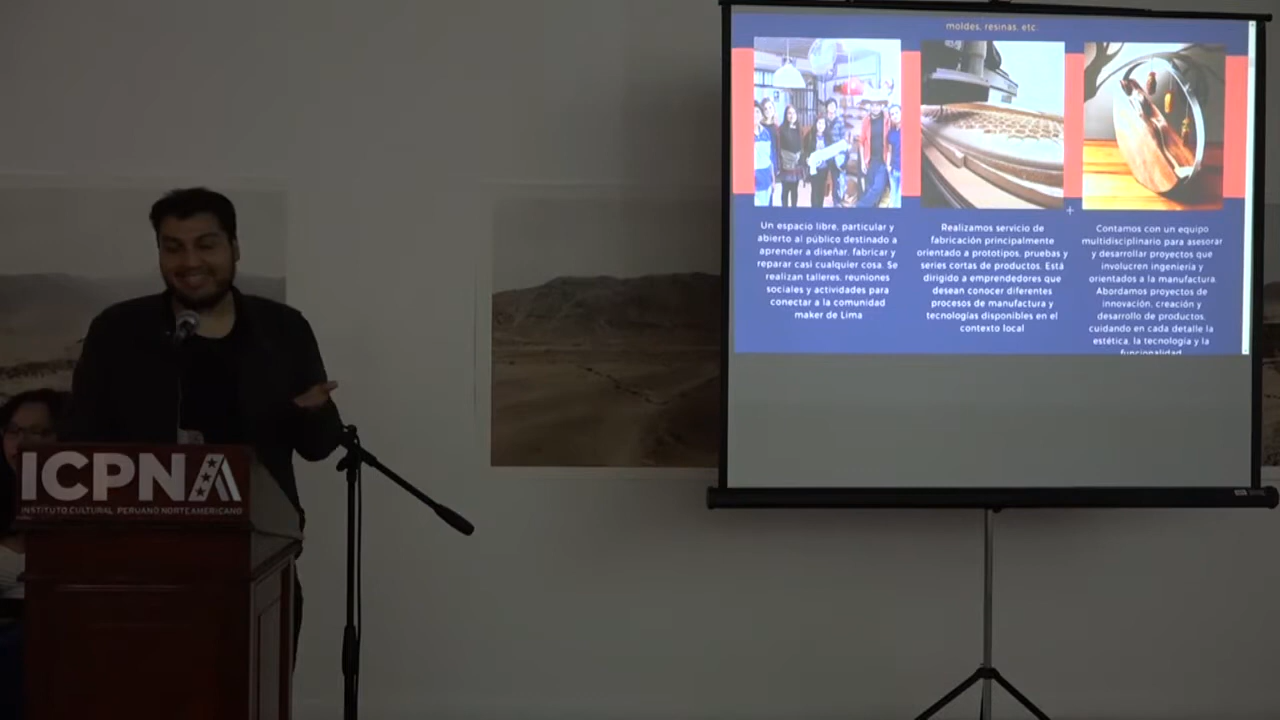 moldes, resinas, etc.
Un espacio libre, particular y
abierto al público destinado a
aprender a diseñar, fabricar y
reparar casi cualquier cosa. Se
realizan talleres, reuniones
sociales y actividades para
conectar a la comunidad
maker de Lima
Realizamos servicio de
fabricación principalmente
orientado a prototipos, pruebas y
series cortas de productos. Está
dirigido a emprendedores que
desean conocer diferentes
procesos de manufactura y
tecnologías disponibles en el
contexto local
Contamos con un equipo
multidisciplinario para asesorar
y desarrollar proyectos que
involucren ingeniería y
orientados a la manufactura.
Abordamos proyectos de
innovación, creación y
desarrollo de productos,
cuidando en cada detalle la
estética, la tecnología y la
funcionalidad
ICPNA
INSTITUTO CULTURAL PERUANO NORTEAMERICANO